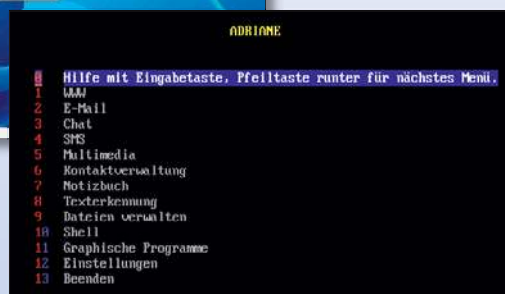 ADRIANE
0 Hilfe mit Eingabetaste, Pfeiltaste runter für nächstes Menü.
1 WWW
2 E-Mail
3 Chat
4 SMS
5 Multimedia
6 Kontaktverwaltung
7 Notizbuch
8 Texterkennung
9 Dateien verwalten
10 Shell
11 Graphische Programme
12 Einstellungen
13 Beenden